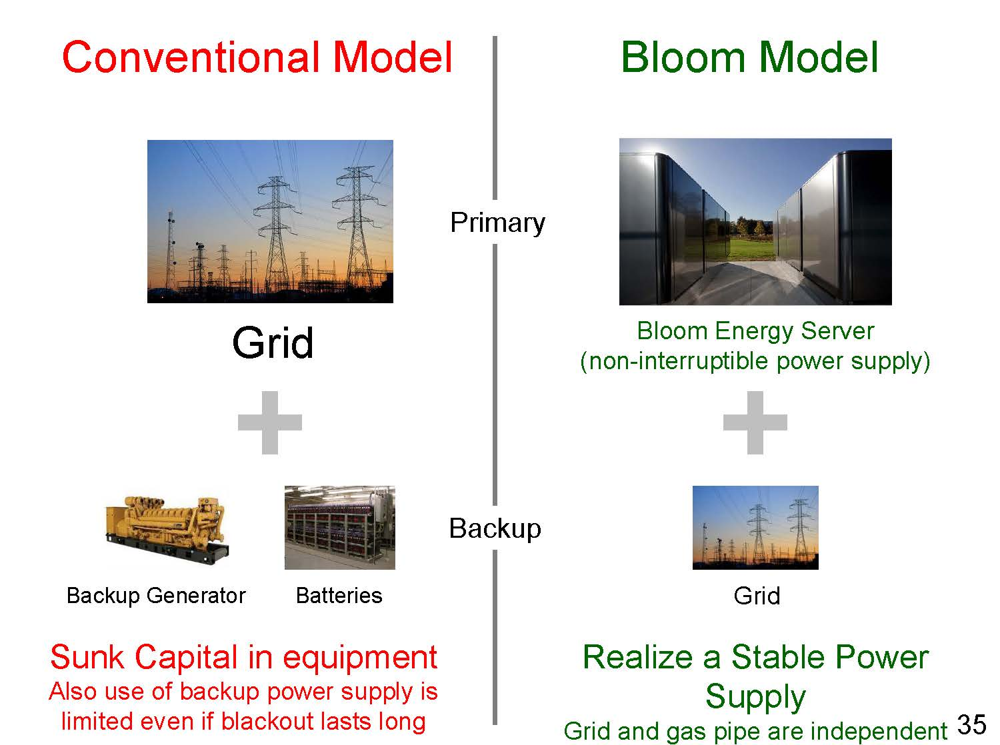 Conventional Model
Bloom Model
Primary
Grid
Bloom Energy Server
(non-interruptible power supply)
Backup
Backup Generator
Batteries
Grid
Sunk Capital in equipment
Also use of backup power supply is
limited even if blackout lasts long
Realize a Stable Power
Supply
Grid and gas pipe are independent
35